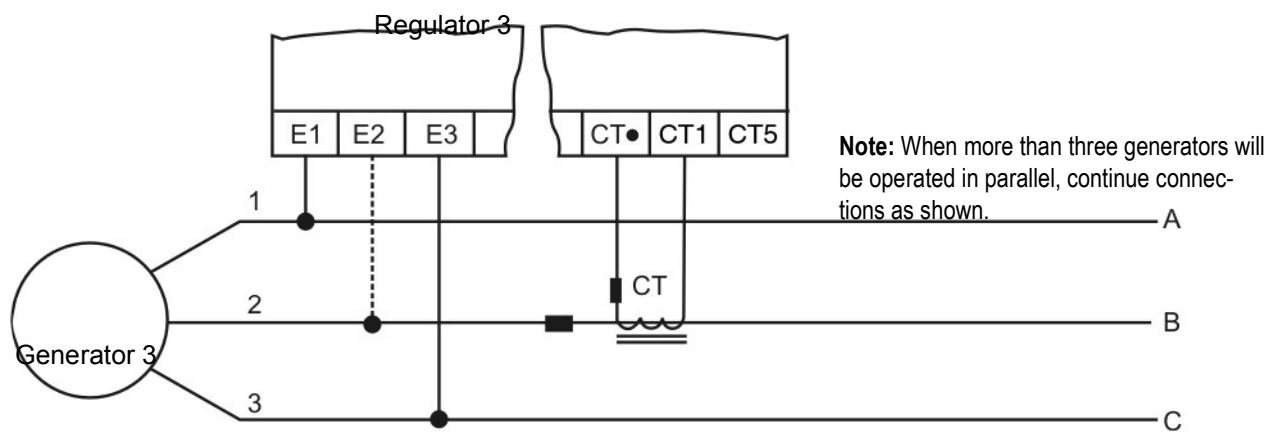 Regulator 3
E1 E2 E3 CT● CT1 CT5
Note: When more than three generators will
be operated in parallel, continue connec-
tions as shown.
1
A
CT
2
B
Generator 3
3
C